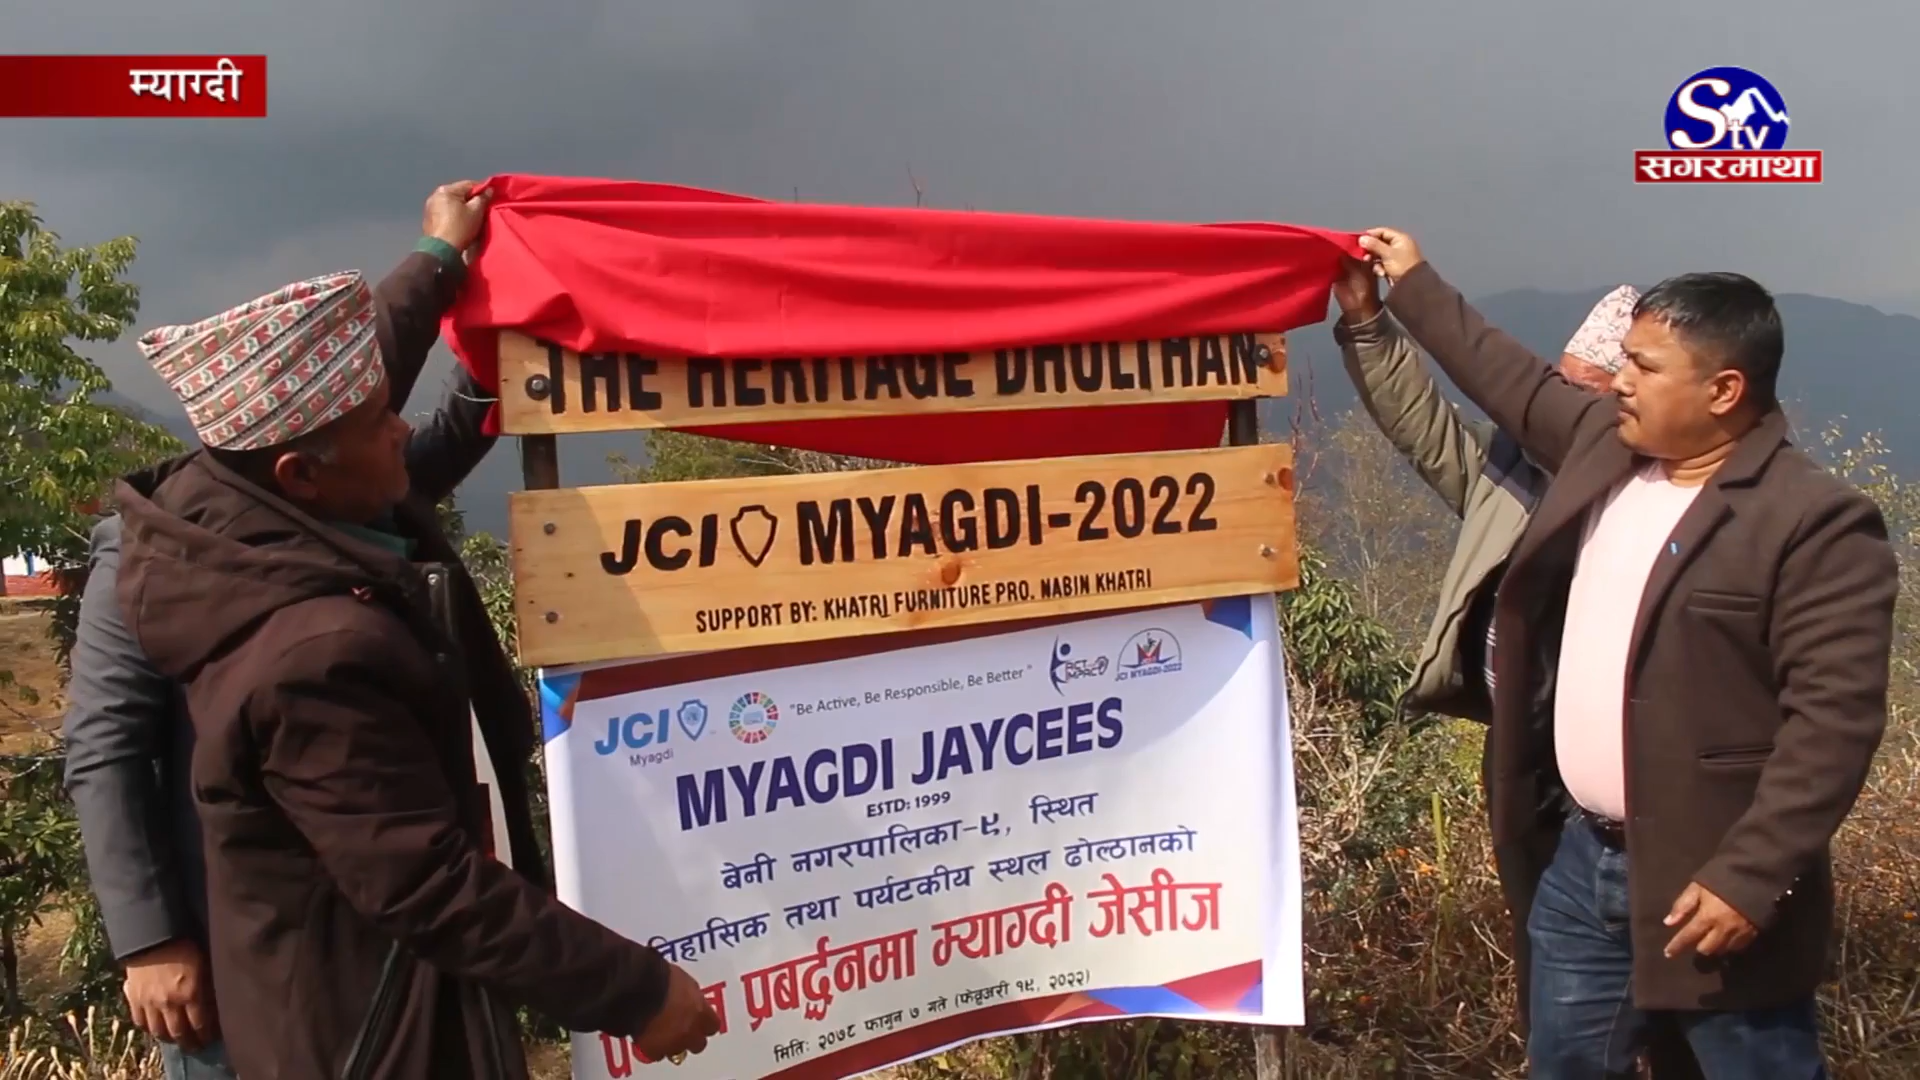 म्याग्दी
Stv
सगरमाथा
THE HERITAGE DHOLTHAN
JCI MYAGDI-2022
SUPPORT BY: KHATRI FURNITURE PRO. NABIN KHATRI
JCI
Myagdi
"Be Active, Be Responsible, Be Better"
JCI MYAGDI-2022
MYAGDI JAYCEES
ESTD: 1999
बेनी नगरपालिका-९, स्थित
तिहासिक तथा पर्यटकीय स्थल ढोल्ठानको
प्रबर्द्धनमा म्याग्दी जेसीज
मिति: २०७८ फागुन ७ गते (फेब्रुअरी १९, २०२२)